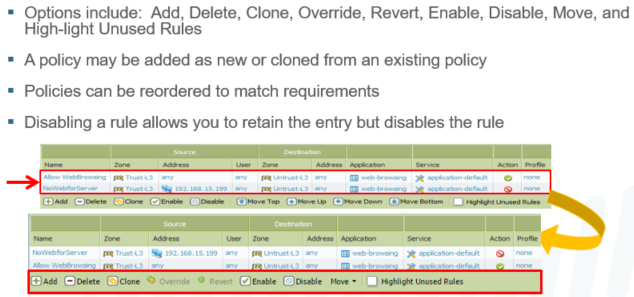 Options include: Add, Delete, Clone, Override, Revert, Enable, Disable, Move, and
High-light Unused Rules
A policy may be added as new or cloned from an existing policy
Policies can be reordered to match requirements
Disabling a rule allows you to retain the entry but disables the rule
Source Destination
Name Zone Address User Zone Address Application Service Action Profile
Allow WebBrowsing Trust-L3 any any Untrust-L3 any web-browsing application-default none
NoWebforServer Trust-L3 192.168.15.199 any Untrust-L3 any web-browsing application-default none
Add Delete Clone Enable Disable Move Top Move Up Move Down Move Bottom Highlight Unused Rules
Source Destination
Name Zone Address User Zone Address Application Service Action Profile
NoWebforServer Trust-L3 192.168.15.199 any Untrust-L3 any web-browsing application-default none
Allow WebBrowsing Trust-L3 any any Untrust-L3 any web-browsing application-default none
Add Delete Clone Override Revert Enable Disable Move Highlight Unused Rules